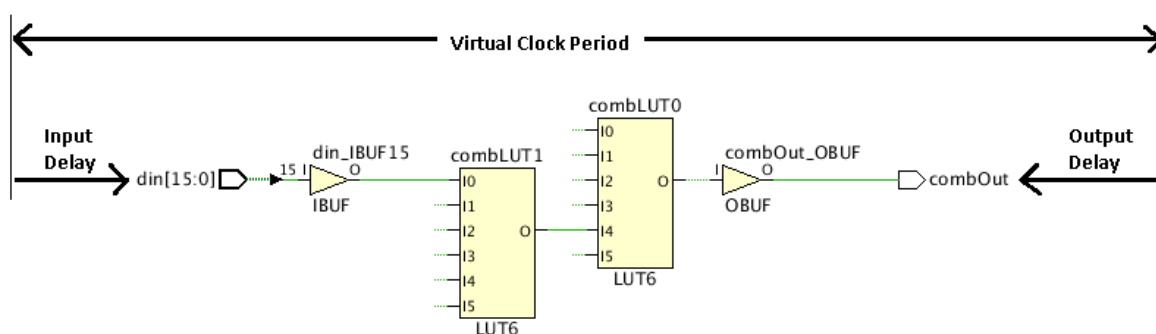 Virtual Clock Period
combLUT0
Input
Delay
Output
Delay
din_IBUF15
combLUT1
combOut_OBUF
din[15:0]
15 I
O
IBUF
I0
I1
I2
I3
I4
I5
O
LUT6
I0
I1
I2
I3
I4
I5
O
LUT6
I
O
OBUF
combOut